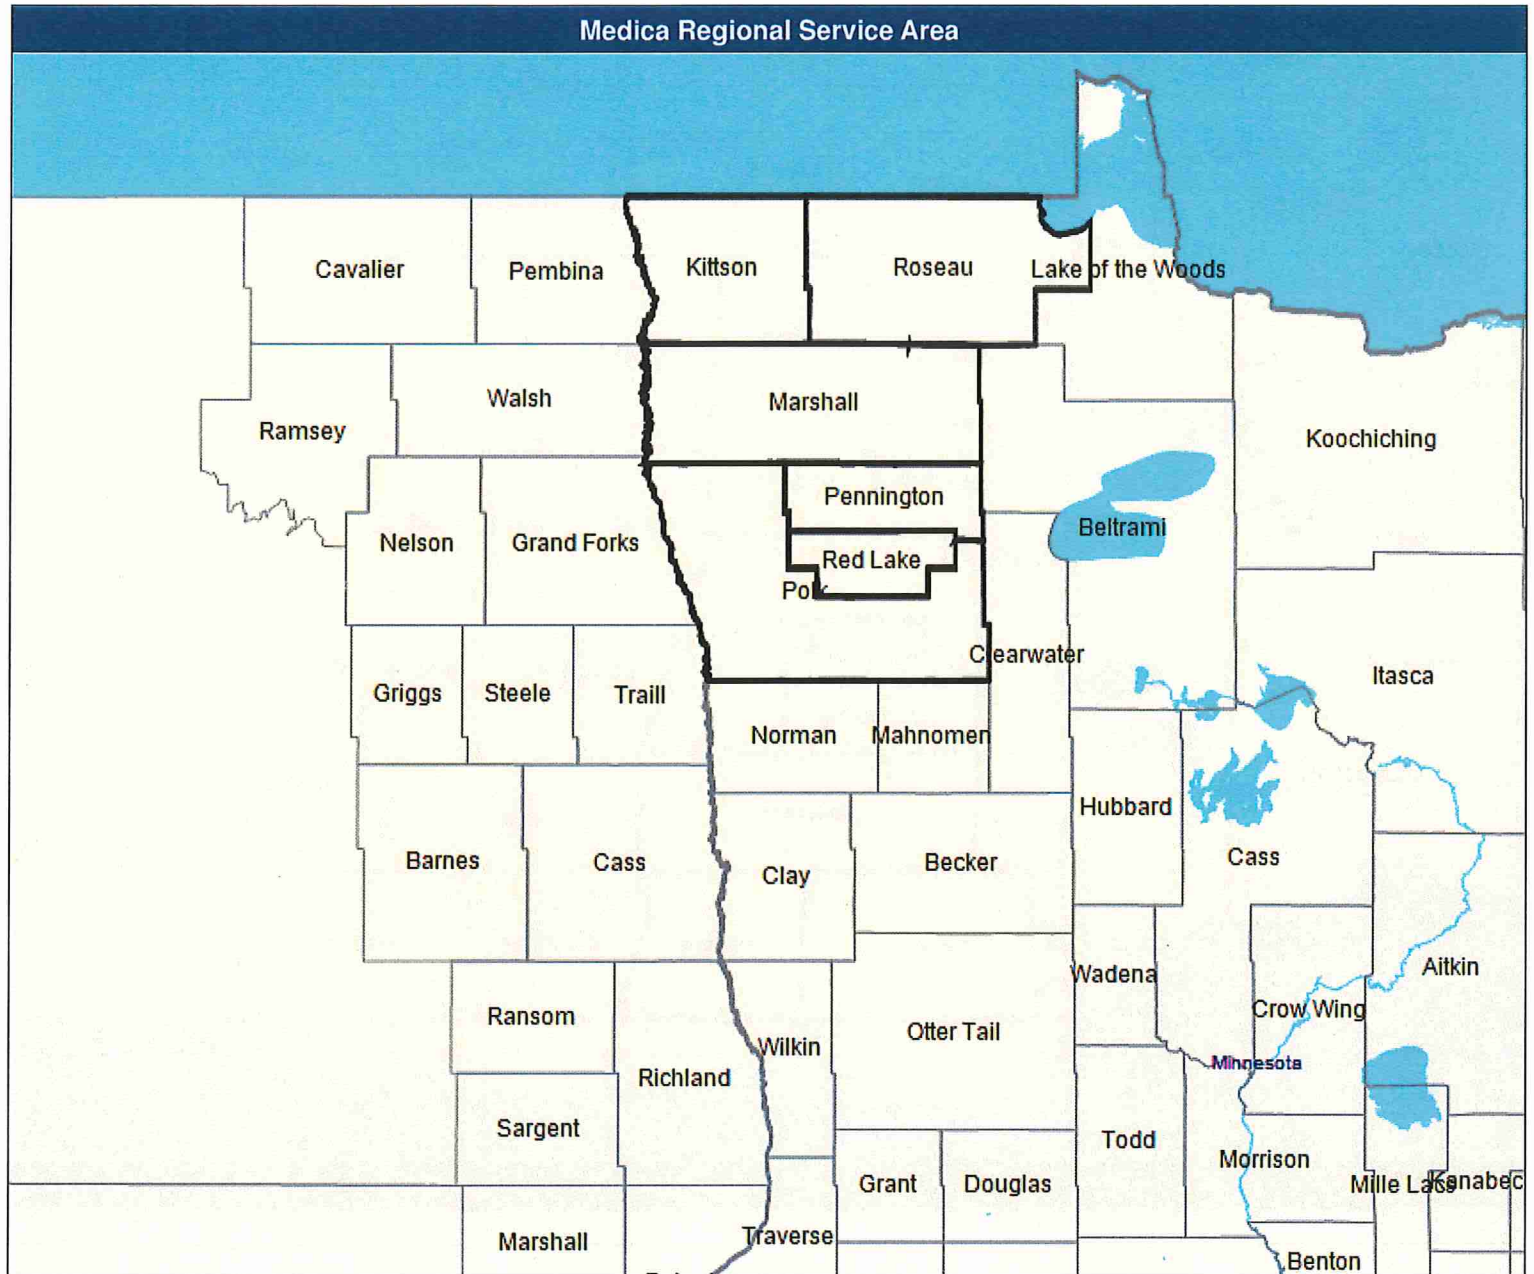 Medica Regional Service Area
Cavalier
Pembina
Kittson
Roseau
Lake of the Woods
Walsh
Marshall
Ramsey
Koochiching
Pennington
Beltrami
Nelson
Grand Forks
Red Lake
Polk
Clearwater
Griggs
Steele
Traill
Itasca
Norman
Mahnomen
Hubbard
Barnes
Cass
Clay
Becker
Cass
Wadena
Aitkin
Ransom
Otter Tail
Crow Wing
Wilkin
Minnesota
Richland
Sargent
Todd
Morrison
Grant
Douglas
Mille Lacs
Kanabec
Marshall
Traverse
Benton